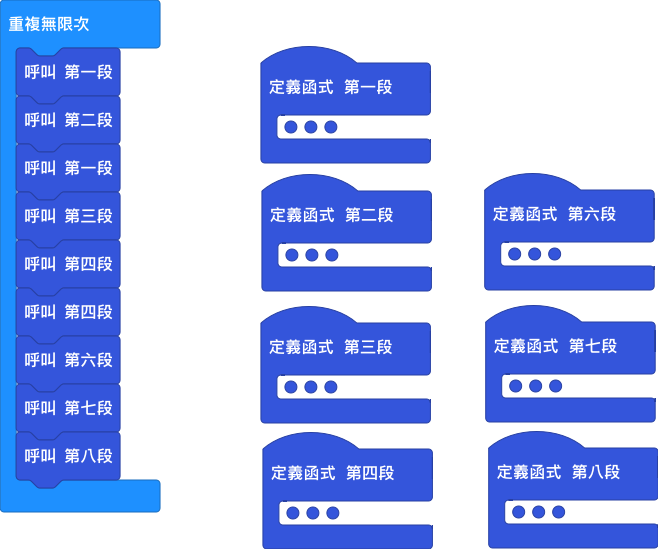 重複無限次
呼叫 第一段
呼叫 第二段
呼叫 第一段
呼叫 第三段
呼叫 第四段
呼叫 第四段
呼叫 第六段
呼叫 第七段
呼叫 第八段
定義函式 第一段
定義函式 第二段
定義函式 第三段
定義函式 第四段
定義函式 第六段
定義函式 第七段
定義函式 第八段